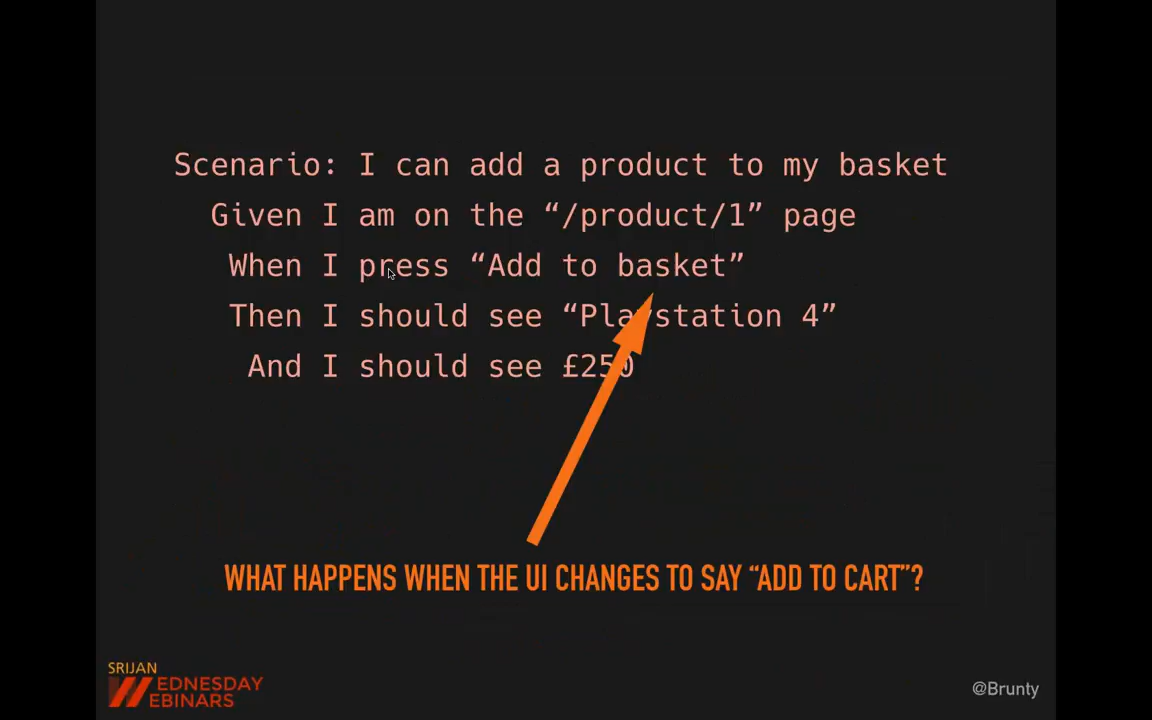 Scenario: I can add a product to my basket
Given I am on the “/product/1” page
When I press “Add to basket”
Then I should see “Playstation 4”
And I should see £250
WHAT HAPPENS WHEN THE UI CHANGES TO SAY “ADD TO CART”?
SRIJAN
WEDNESDAY
WEBINARS
@Brunty